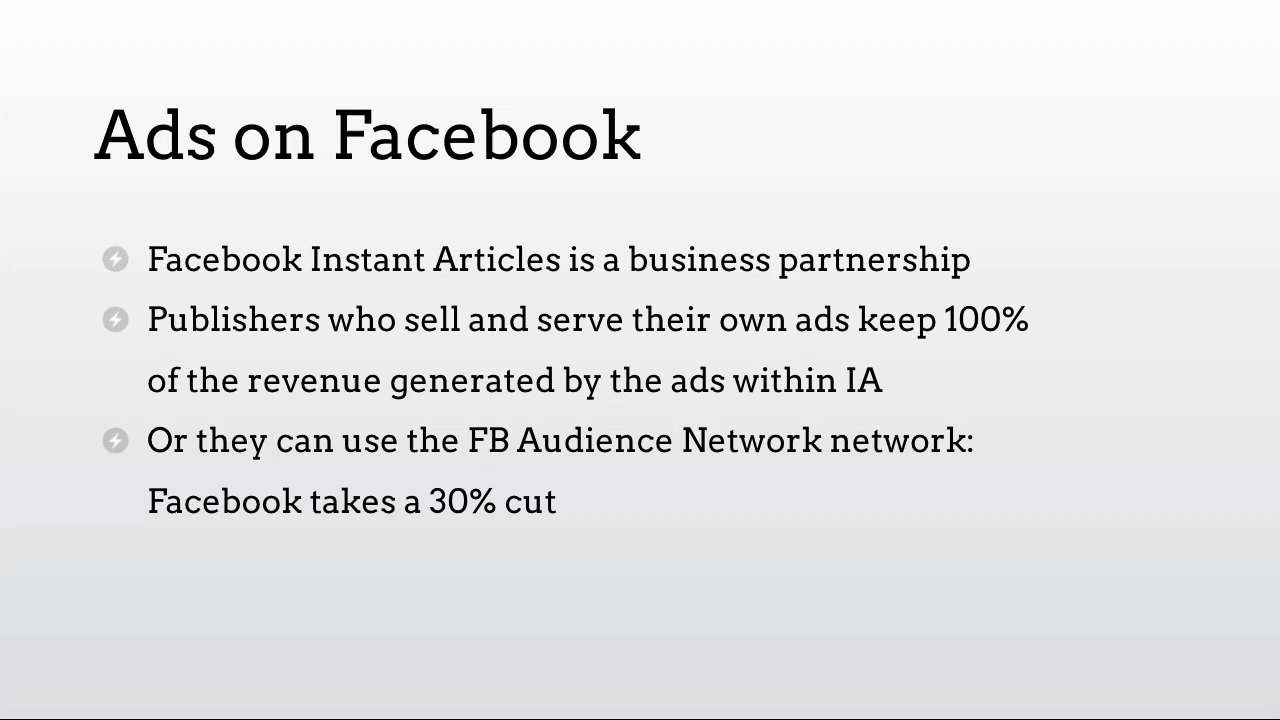 Ads on Facebook
Facebook Instant Articles is a business partnership
Publishers who sell and serve their own ads keep 100%
of the revenue generated by the ads within IA
Or they can use the FB Audience Network network:
Facebook takes a 30% cut